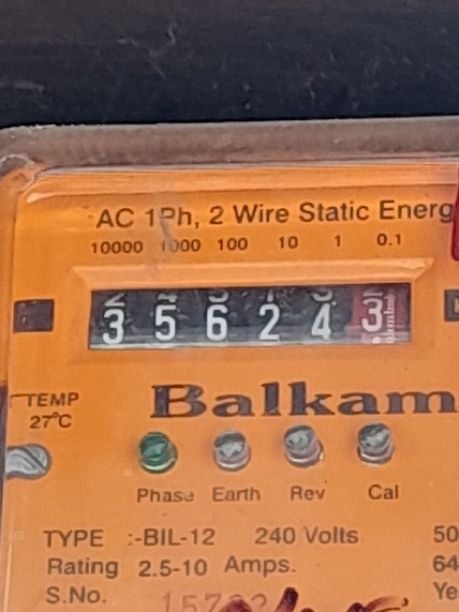 AC 1Ph, 2 Wire Static Energ
10000 1000 100 10 1 0.1
3 5 6 2 4 3
TEMP
27°C
Balkam
Phase Earth Rev Cal
TYPE :-BIL-12 240 Volts 50
Rating 2.5-10 Amps. 64
S.No. Ye